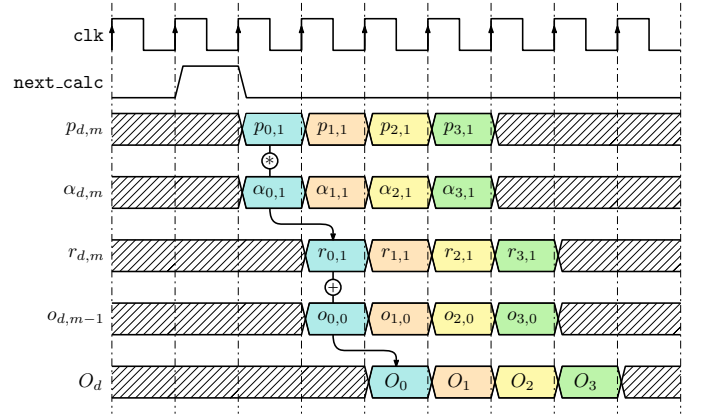 clk
next_calc
p_{d,m} p_{0,1} p_{1,1} p_{2,1} p_{3,1}
*
α_{d,m} α_{0,1} α_{1,1} α_{2,1} α_{3,1}
r_{d,m} r_{0,1} r_{1,1} r_{2,1} r_{3,1}
+
o_{d,m−1} o_{0,0} o_{1,0} o_{2,0} o_{3,0}
O_d O_0 O_1 O_2 O_3